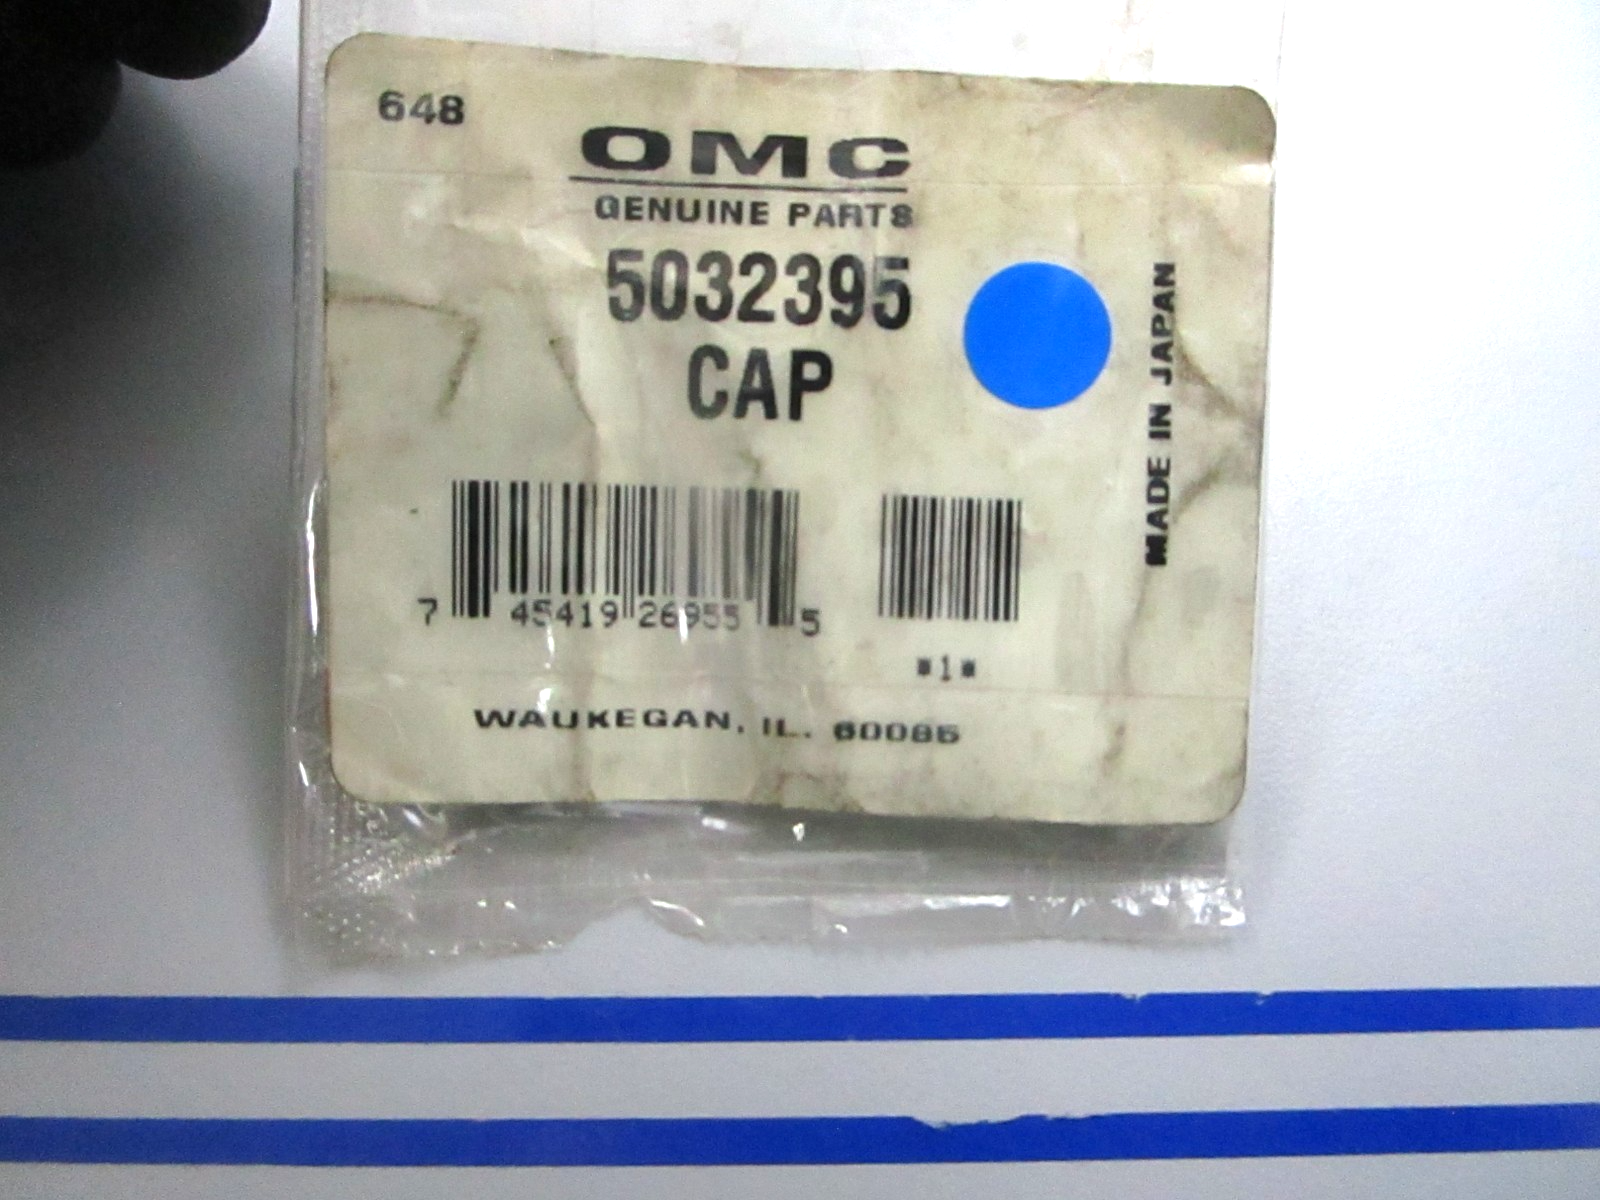 648
OMC
GENUINE PARTS
5032395
CAP
MADE IN JAPAN
7 45419 26955 5
*1*
WAUKEGAN, IL. 60085